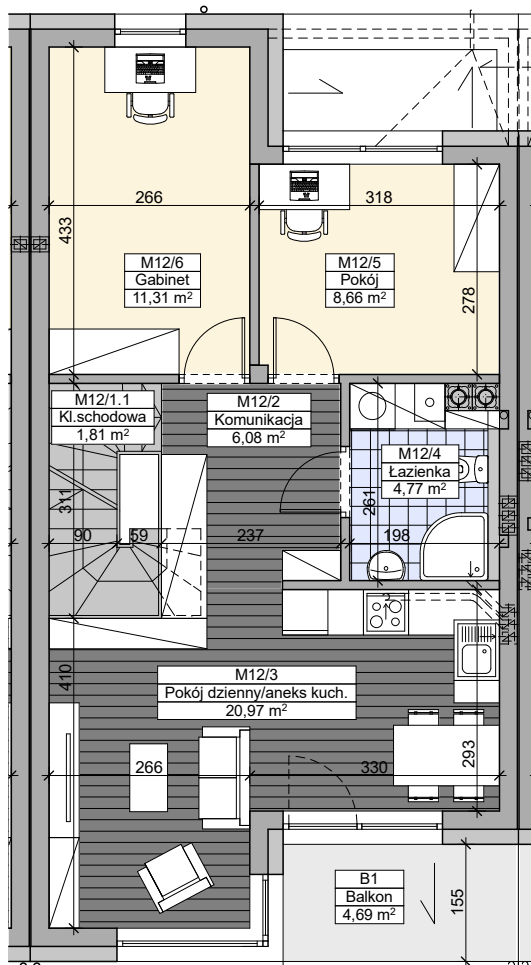 266
433
M12/6
Gabinet
11,31 m²
318
M12/5
Pokój
8,66 m²
278
M12/1.1
Kl.schodowa
1,81 m²
M12/2
Komunikacja
6,08 m²
M12/4
Łazienka
4,77 m²
311
261
90
59
237
198
410
M12/3
Pokój dzienny/aneks kuch.
20,97 m²
266
330
293
B1
Balkon
4,69 m²
155